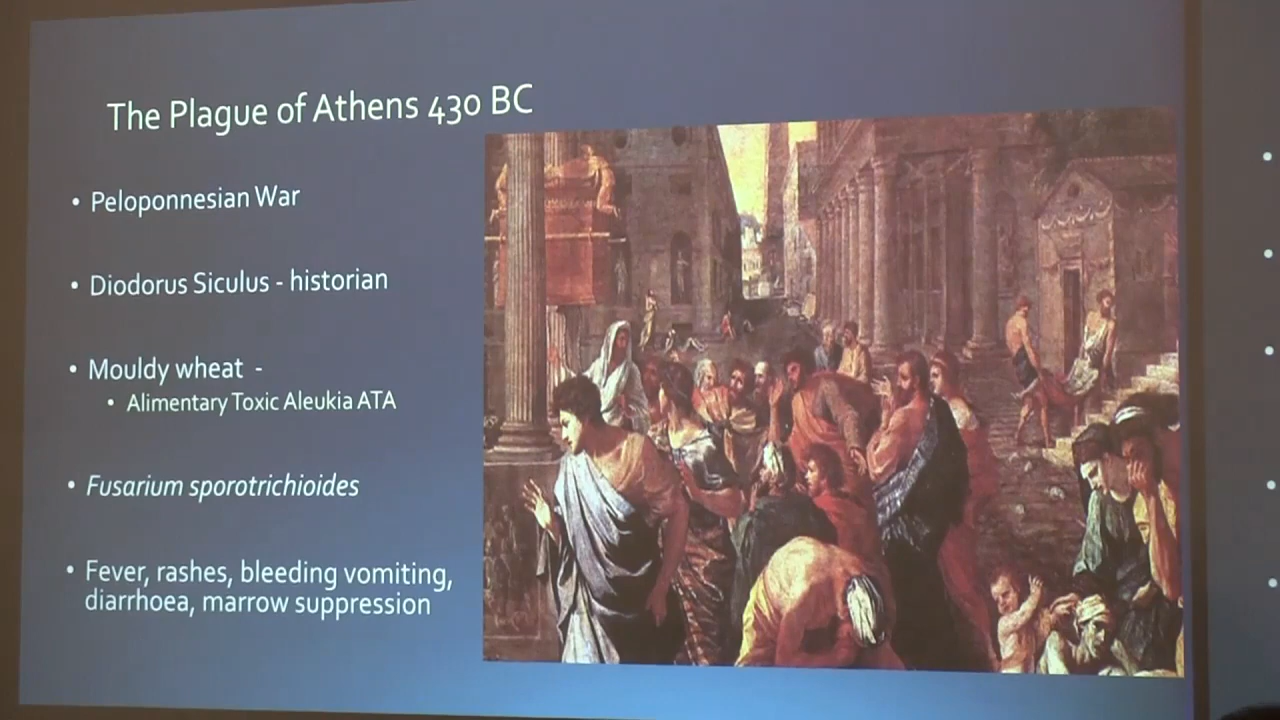 The Plague of Athens 430 BC
• Peloponnesian War
• Diodorus Siculus - historian
• Mouldy wheat -
• Alimentary Toxic Aleukia ATA
• Fusarium sporotrichioides
• Fever, rashes, bleeding vomiting,
diarrhoea, marrow suppression